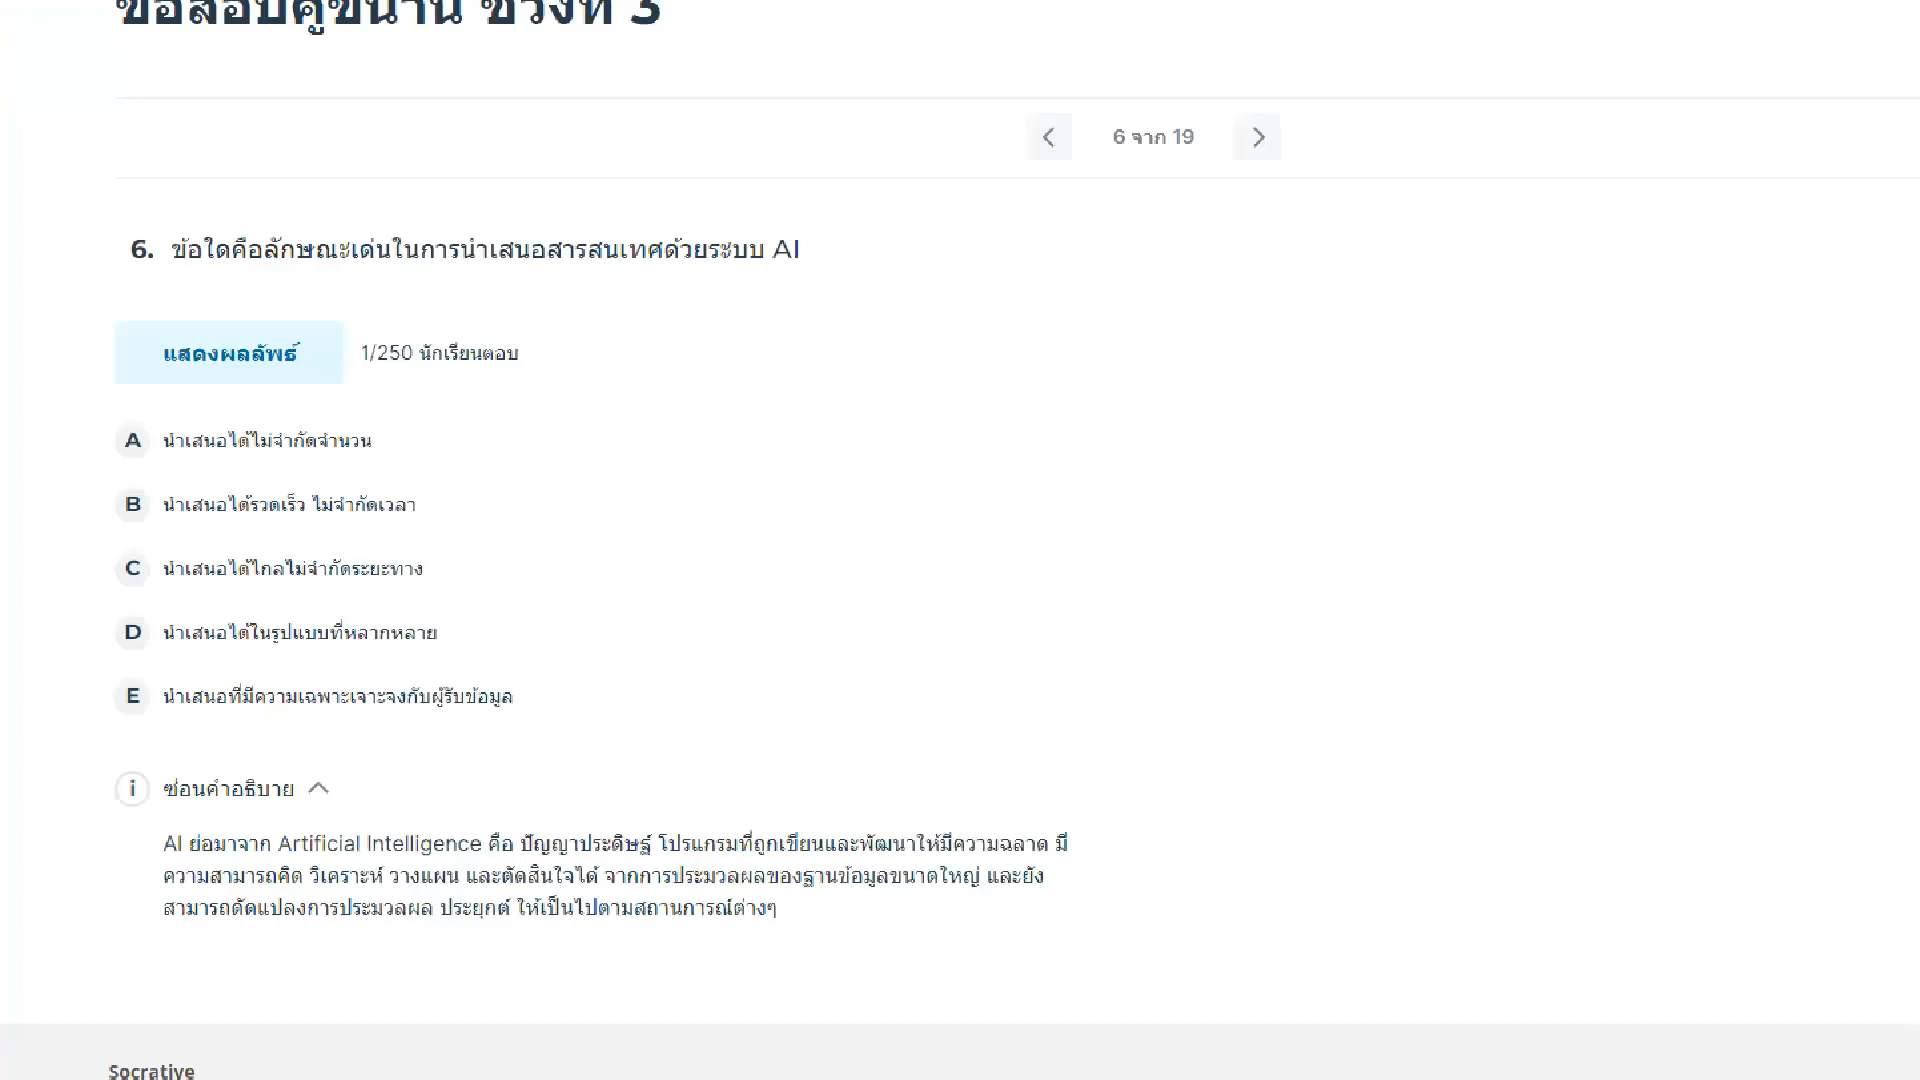 ข้อสอบคู่ขนาน ช่วงที่ 3
6 จาก 19
6. ข้อใดคือลักษณะเด่นในการนำเสนอสารสนเทศด้วยระบบ AI
แสดงผลลัพธ์ 1/250 นักเรียนตอบ
A นำเสนอได้ไม่จำกัดจำนวน
B นำเสนอได้รวดเร็ว ไม่จำกัดเวลา
C นำเสนอได้ไกลไม่จำกัดระยะทาง
D นำเสนอได้ในรูปแบบที่หลากหลาย
E นำเสนอที่มีความเฉพาะเจาะจงกับผู้รับข้อมูล
i ซ่อนคำอธิบาย
AI ย่อมาจาก Artificial Intelligence คือ ปัญญาประดิษฐ์ โปรแกรมที่ถูกเขียนและพัฒนาให้มีความฉลาด มี
ความสามารถคิด วิเคราะห์ วางแผน และตัดสินใจได้ จากการประมวลผลของฐานข้อมูลขนาดใหญ่ และยัง
สามารถดัดแปลงการประมวลผล ประยุกต์ ให้เป็นไปตามสถานการณ์ต่างๆ
Socrative